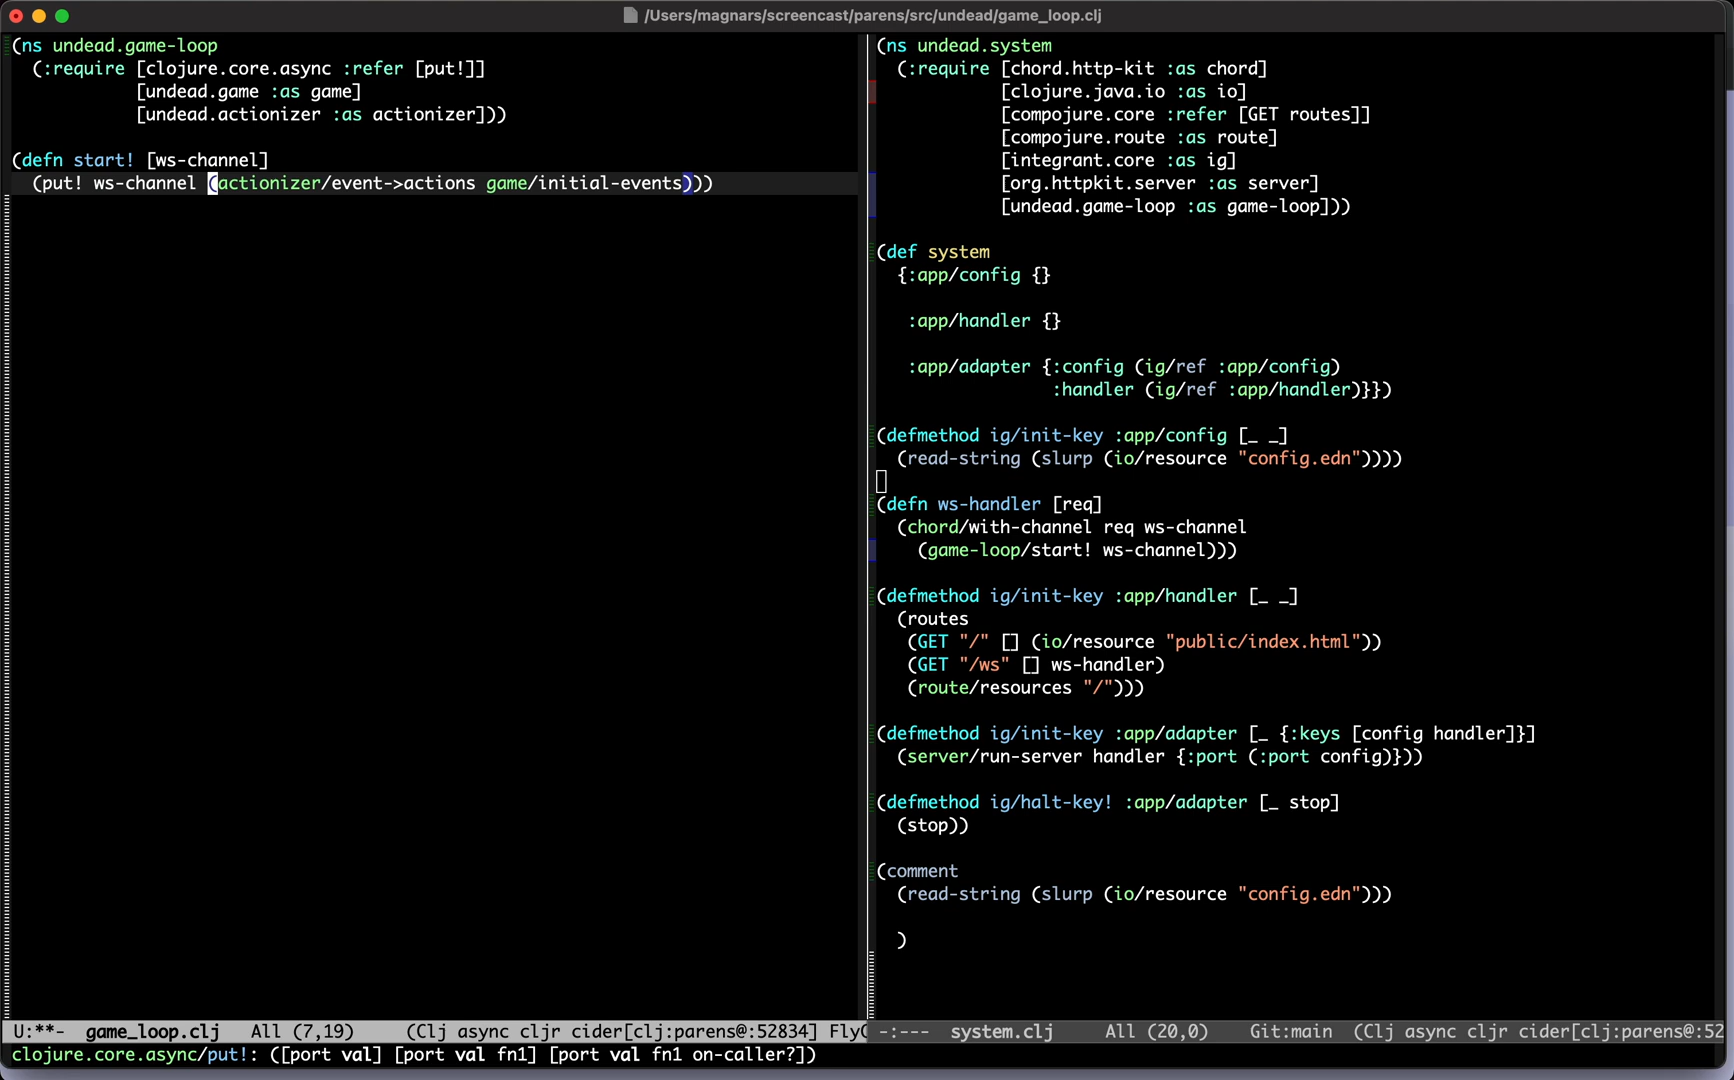 /Users/magnars/screencast/parens/src/undead/game_loop.clj
(ns undead.game-loop
  (:require [clojure.core.async :refer [put!]]
            [undead.game :as game]
            [undead.actionizer :as actionizer]))
(defn start! [ws-channel]
  (put! ws-channel (actionizer/event->actions game/initial-events)))
U:**-  game_loop.clj   All (7,19)     (Clj async cljr cider[clj:parens@:52834] Fly
(ns undead.system
  (:require [chord.http-kit :as chord]
            [clojure.java.io :as io]
            [compojure.core :refer [GET routes]]
            [compojure.route :as route]
            [integrant.core :as ig]
            [org.httpkit.server :as server]
            [undead.game-loop :as game-loop]))
(def system
  {:app/config {}
   :app/handler {}
   :app/adapter {:config (ig/ref :app/config)
                 :handler (ig/ref :app/handler)}})
(defmethod ig/init-key :app/config [_ _]
  (read-string (slurp (io/resource "config.edn"))))
(defn ws-handler [req]
  (chord/with-channel req ws-channel
    (game-loop/start! ws-channel)))
(defmethod ig/init-key :app/handler [_ _]
  (routes
   (GET "/" [] (io/resource "public/index.html"))
   (GET "/ws" [] ws-handler)
   (route/resources "/")))
(defmethod ig/init-key :app/adapter [_ {:keys [config handler]}]
  (server/run-server handler {:port (:port config)}))
(defmethod ig/halt-key! :app/adapter [_ stop]
  (stop))
(comment
  (read-string (slurp (io/resource "config.edn")))
  )
-:---  system.clj     All (20,0)   Git:main  (Clj async cljr cider[clj:parens@:52
clojure.core.async/put!: ([port val] [port val fn1] [port val fn1 on-caller?])